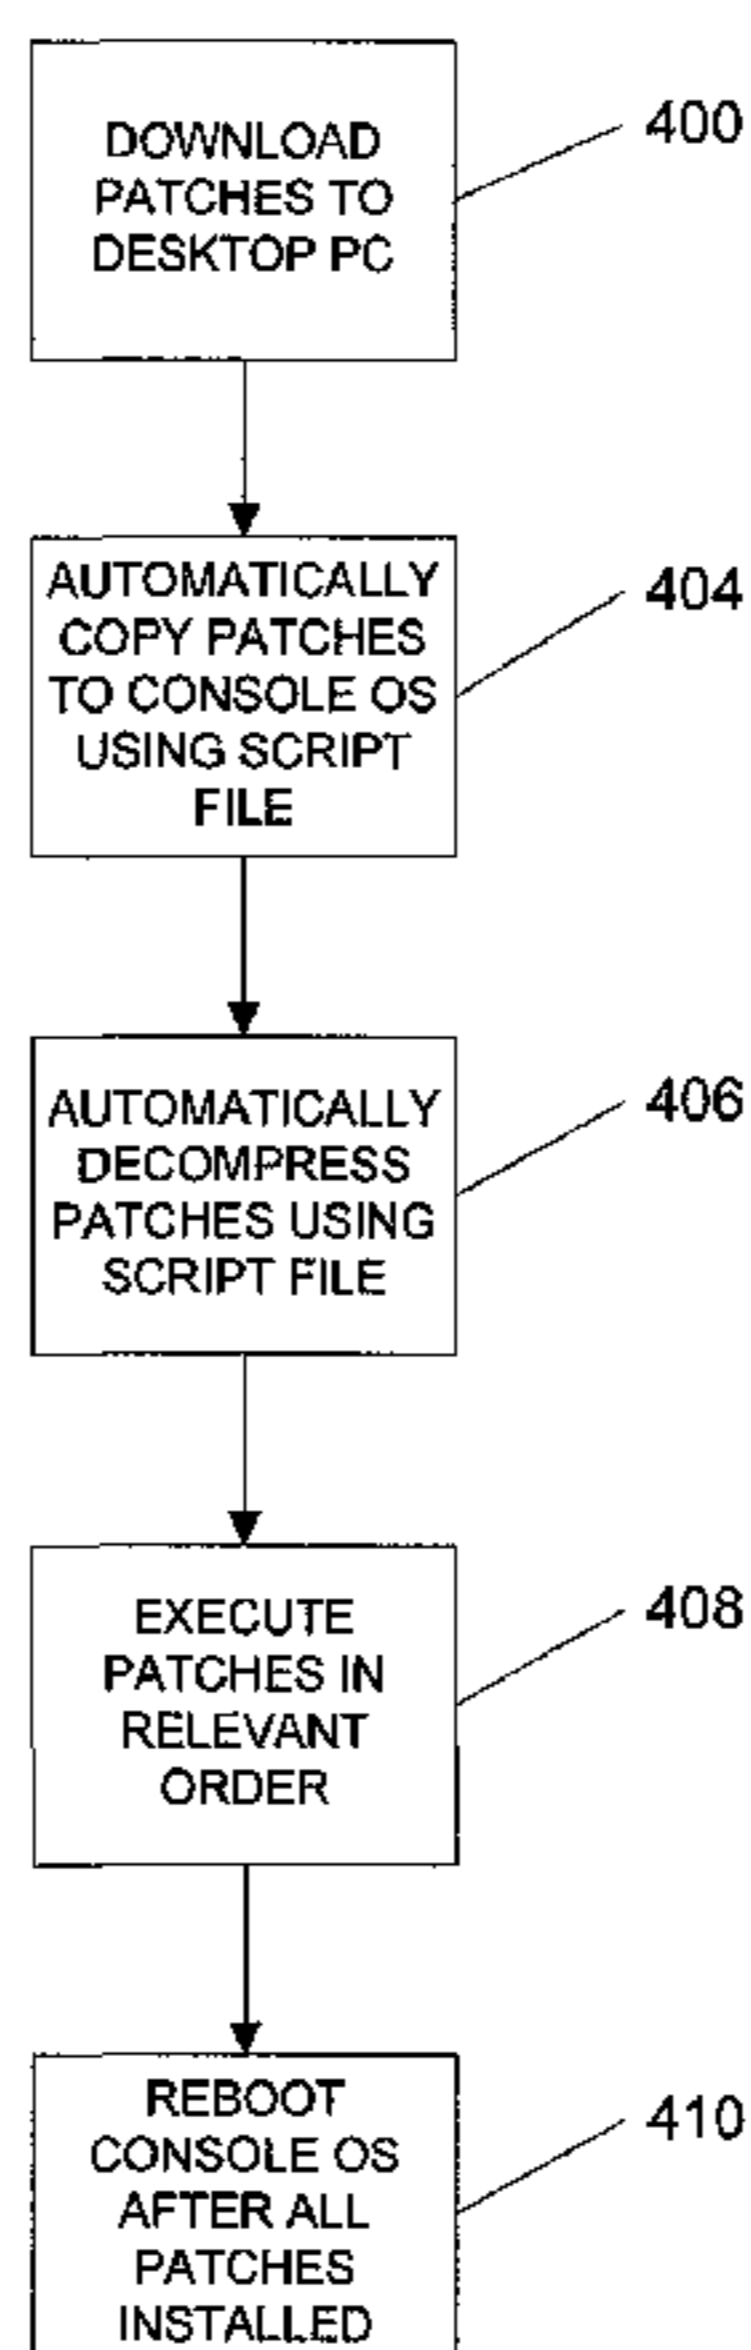 DOWNLOAD
PATCHES TO
DESKTOP PC
400
AUTOMATICALLY
COPY PATCHES
TO CONSOLE OS
USING SCRIPT
FILE
404
AUTOMATICALLY
DECOMPRESS
PATCHES USING
SCRIPT FILE
406
EXECUTE
PATCHES IN
RELEVANT
ORDER
408
REBOOT
CONSOLE OS
AFTER ALL
PATCHES
INSTALLED
410